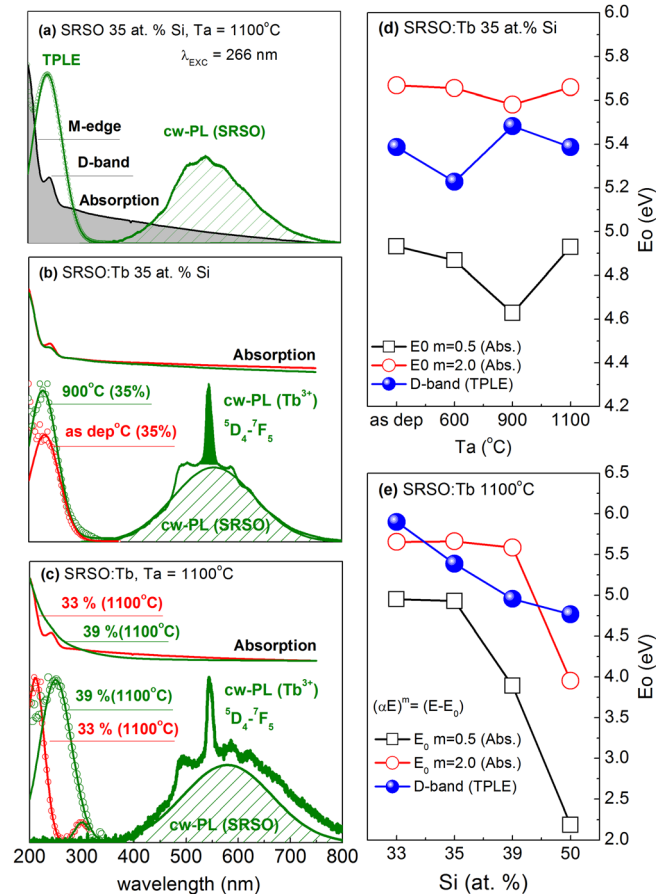 (a) SRSO 35 at. % Si, Ta = 1100°C
TPLE
λEXC = 266 nm
M-edge
D-band
cw-PL (SRSO)
Absorption
(b) SRSO:Tb 35 at. % Si
Absorption
900°C (35%)
cw-PL (Tb³⁺)
as dep°C (35%)
⁵D₄-⁷F₅
cw-PL (SRSO)
(c) SRSO:Tb, Ta = 1100°C
33 % (1100°C)
39 %(1100°C)
Absorption
39 %(1100°C)
cw-PL (Tb³⁺)
33 % (1100°C)
⁵D₄-⁷F₅
cw-PL (SRSO)
200 300 400 500 600 700 800
wavelength (nm)
(d) SRSO:Tb 35 at.% Si
6.0
5.8
5.6
5.4
5.2
5.0
4.8
4.6
4.4
4.2
Eo (eV)
E0 m=0.5 (Abs.)
E0 m=2.0 (Abs.)
D-band (TPLE)
as dep 600 900 1100
Ta (°C)
(e) SRSO:Tb 1100°C
6.5
6.0
5.5
5.0
4.5
4.0
3.5
3.0
2.5
2.0
Eo (eV)
(αE)ᵐ= (E-E₀)
E₀ m=0.5 (Abs.)
E₀ m=2.0 (Abs.)
D-band (TPLE)
33 35 39 50
Si (at. %)